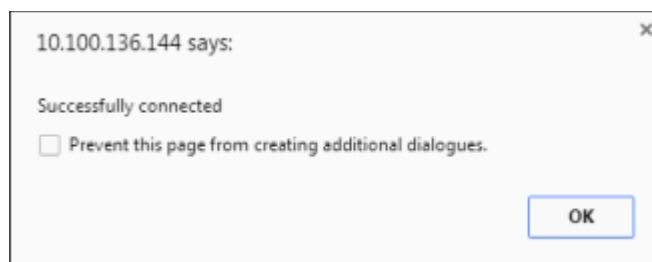 10.100.136.144 says:
Successfully connected
Prevent this page from creating additional dialogues.
OK